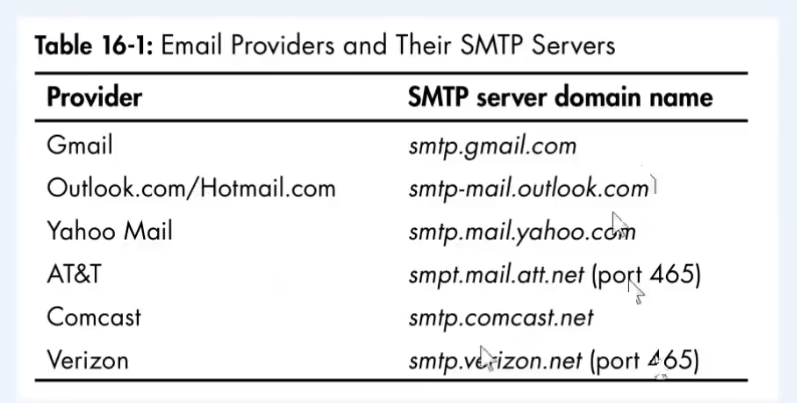 Table 16-1: Email Providers and Their SMTP Servers
Provider SMTP server domain name
Gmail smtp.gmail.com
Outlook.com/Hotmail.com smtp-mail.outlook.com
Yahoo Mail smtp.mail.yahoo.com
AT&T smpt.mail.att.net (port 465)
Comcast smtp.comcast.net
Verizon smtp.verizon.net (port 465)